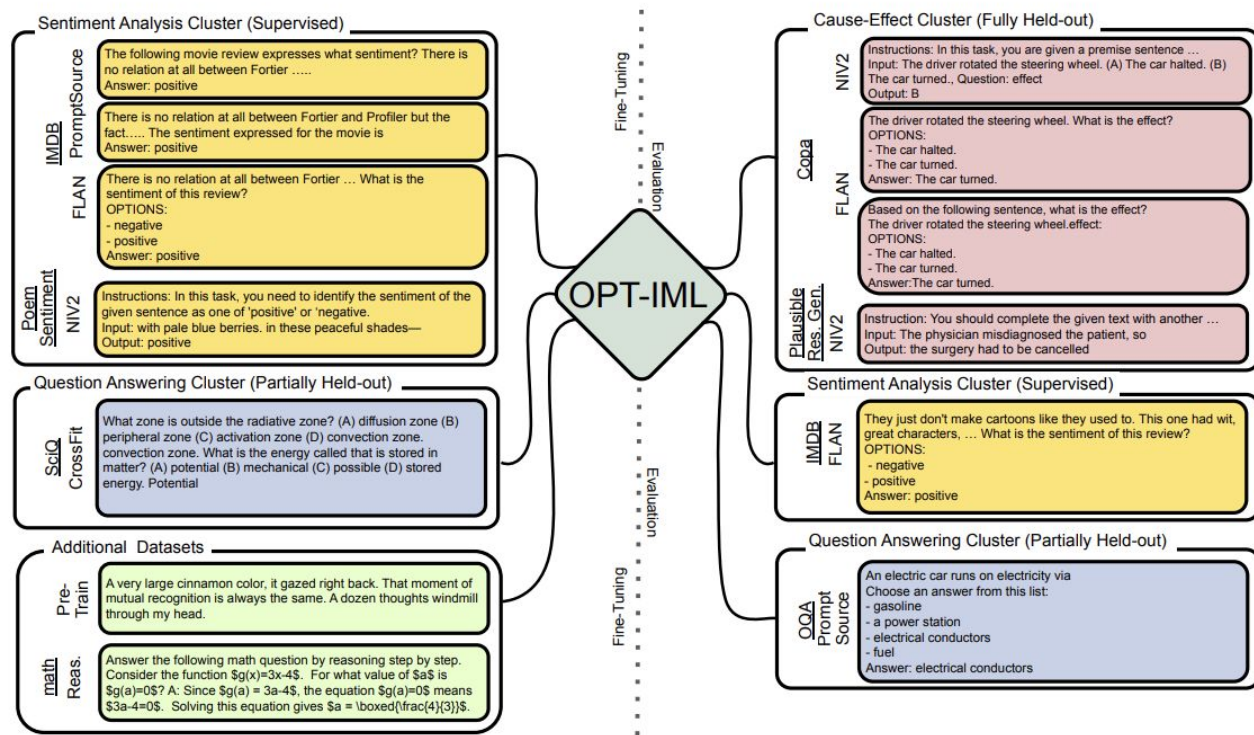 Sentiment Analysis Cluster (Supervised)
IMDB
PromptSource
The following movie review expresses what sentiment? There is
no relation at all between Fortier …..
Answer: positive
There is no relation at all between Fortier and Profiler but the
fact….. The sentiment expressed for the movie is
Answer: positive
FLAN
There is no relation at all between Fortier … What is the
sentiment of this review?
OPTIONS:
- negative
- positive
Answer: positive
Poem
Sentiment
NIV2
Instructions: In this task, you need to identify the sentiment of the
given sentence as one of 'positive' or 'negative.
Input: with pale blue berries. in these peaceful shades—
Output: positive
Question Answering Cluster (Partially Held-out)
SciQ
CrossFit
What zone is outside the radiative zone? (A) diffusion zone (B)
peripheral zone (C) activation zone (D) convection zone.
convection zone. What is the energy called that is stored in
matter? (A) potential (B) mechanical (C) possible (D) stored
energy. Potential
Additional Datasets
Pre-
Train
A very large cinnamon color, it gazed right back. That moment of
mutual recognition is always the same. A dozen thoughts windmill
through my head.
math
Reas.
Answer the following math question by reasoning step by step.
Consider the function $g(x)=3x-4$. For what value of $a$ is
$g(a)=0$? A: Since $g(a) = 3a-4$, the equation $g(a)=0$ means
$3a-4=0$. Solving this equation gives $a = \boxed{\frac{4}{3}}$.
Fine-Tuning
Evaluation
OPT-IML
Evaluation
Fine-Tuning
Cause-Effect Cluster (Fully Held-out)
Copa
NIV2
Instructions: In this task, you are given a premise sentence …
Input: The driver rotated the steering wheel. (A) The car halted. (B)
The car turned., Question: effect
Output: B
FLAN
The driver rotated the steering wheel. What is the effect?
OPTIONS:
- The car halted.
- The car turned.
Answer: The car turned.
Based on the following sentence, what is the effect?
The driver rotated the steering wheel.effect:
OPTIONS:
- The car halted.
- The car turned.
Answer:The car turned.
Plausible
Res. Gen.
NIV2
Instruction: You should complete the given text with another …
Input: The physician misdiagnosed the patient, so
Output: the surgery had to be cancelled
Sentiment Analysis Cluster (Supervised)
IMDB
FLAN
They just don't make cartoons like they used to. This one had wit,
great characters, … What is the sentiment of this review?
OPTIONS:
- negative
- positive
Answer: positive
Question Answering Cluster (Partially Held-out)
OQA
Prompt
Source
An electric car runs on electricity via
Choose an answer from this list:
- gasoline
- a power station
- electrical conductors
- fuel
Answer: electrical conductors